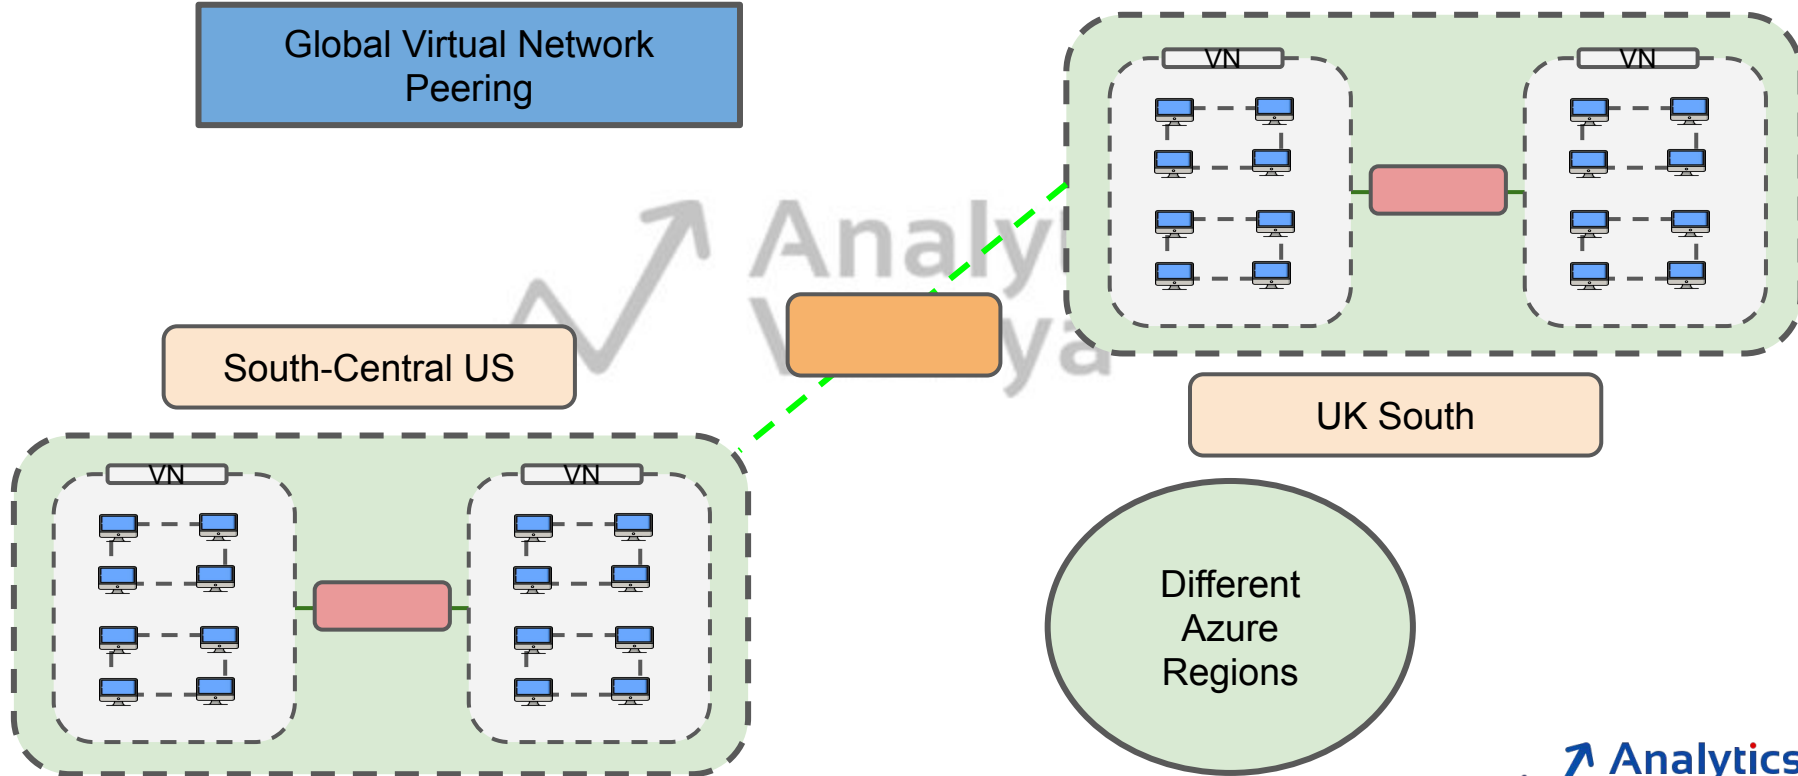 Global Virtual Network
Peering
VN
VN
South-Central US
UK South
VN
VN
Different
Azure
Regions
Analytics